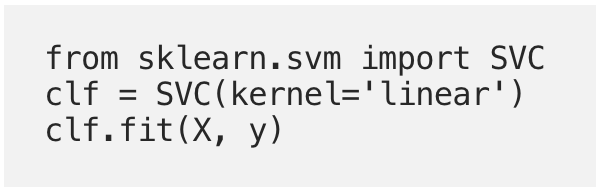 from sklearn.svm import SVC
clf = SVC(kernel='linear')
clf.fit(X, y)